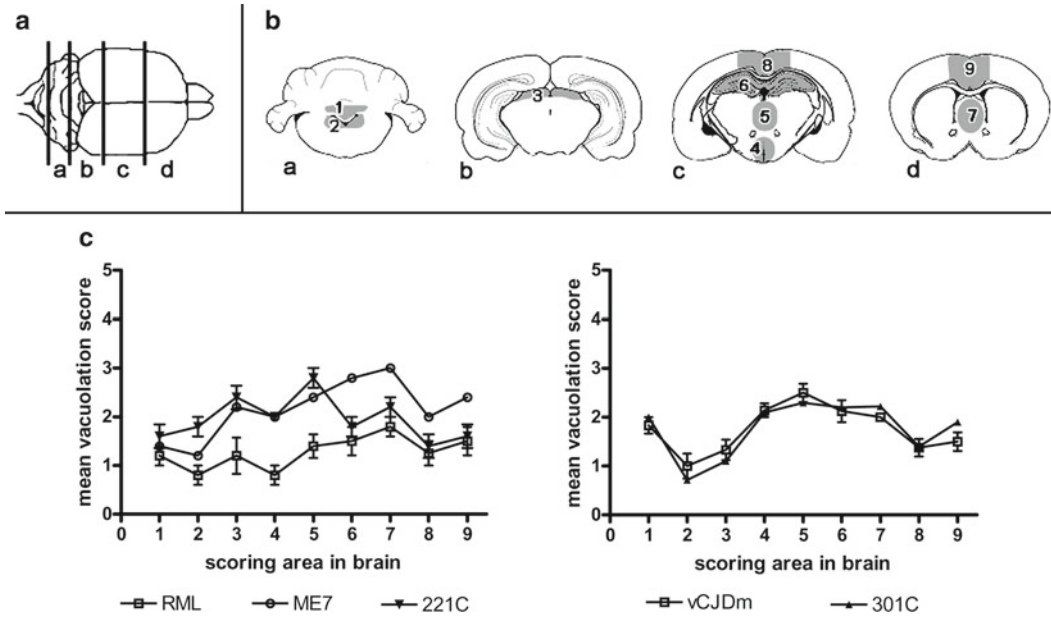 a
a b c d
b
1
2
a
3
b
8
6
5
4
c
9
7
d
c
mean vacuolation score
5
4
3
2
1
0
0 1 2 3 4 5 6 7 8 9
scoring area in brain
RML ME7 221C
mean vacuolation score
5
4
3
2
1
0
0 1 2 3 4 5 6 7 8 9
scoring area in brain
vCJDm 301C